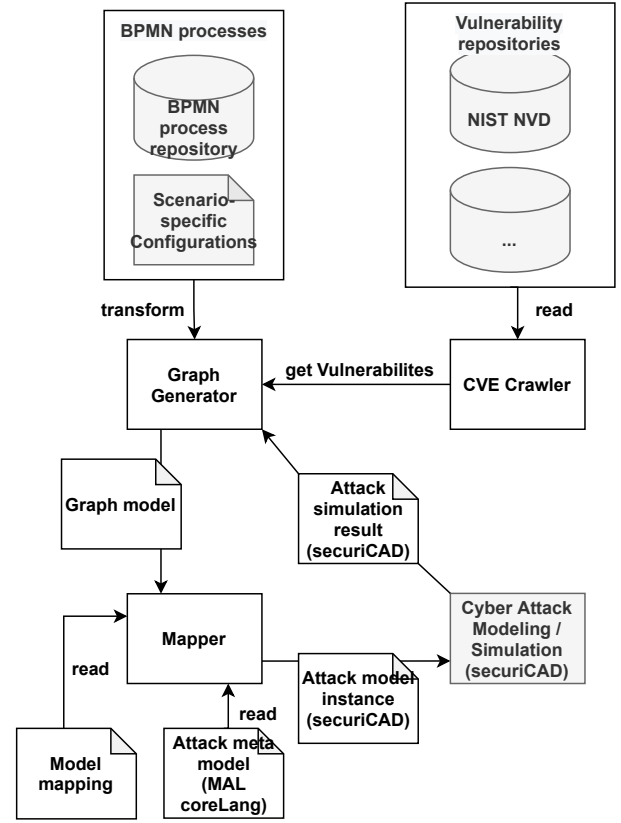 BPMN processes
BPMN
process
repository
Scenario-
specific
Configurations
Vulnerability
repositories
NIST NVD
...
transform
read
Graph
Generator
get Vulnerabilites
CVE Crawler
Graph model
Attack
simulation
result
(securiCAD)
Mapper
Cyber Attack
Modeling /
Simulation
(securiCAD)
read
Attack model
instance
(securiCAD)
read
Model
mapping
Attack meta
model
(MAL
coreLang)